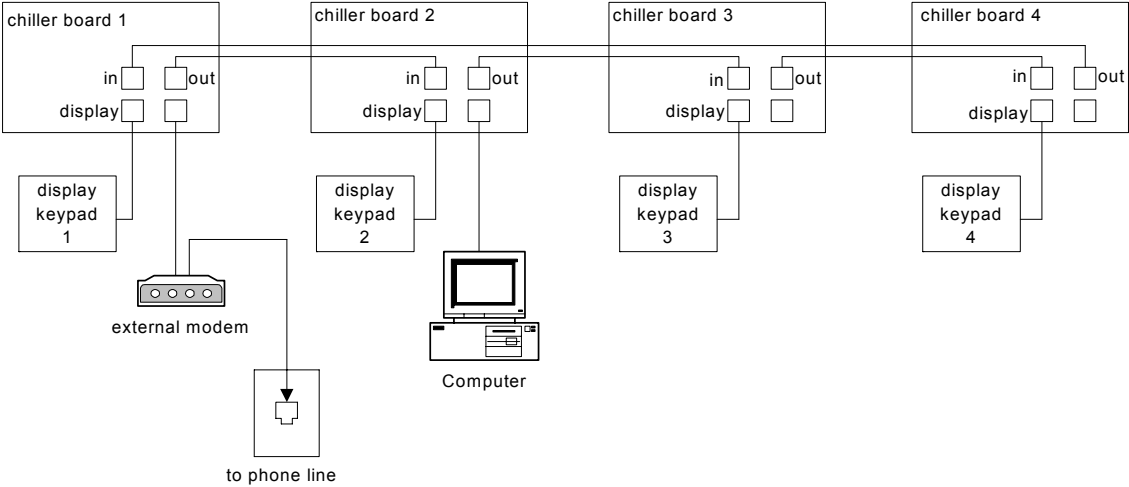 chiller board 1
chiller board 2
chiller board 3
chiller board 4
in
out
in
out
in
out
in
out
display
display
display
display
display
keypad
1
display
keypad
2
display
keypad
3
display
keypad
4
external modem
Computer
to phone line